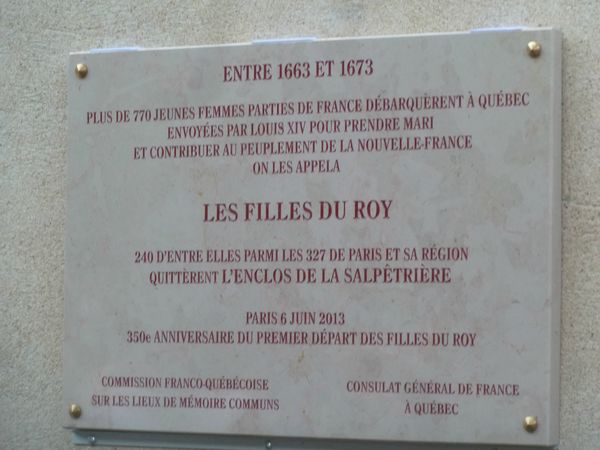 ENTRE 1663 ET 1673
PLUS DE 770 JEUNES FEMMES PARTIES DE FRANCE DÉBARQUÈRENT À QUÉBEC
ENVOYÉES PAR LOUIS XIV POUR PRENDRE MARI
ET CONTRIBUER AU PEUPLEMENT DE LA NOUVELLE-FRANCE
ON LES APPELA
LES FILLES DU ROY
240 D'ENTRE ELLES PARMI LES 327 DE PARIS ET SA RÉGION
QUITTÈRENT L'ENCLOS DE LA SALPÊTRIÈRE
PARIS 6 JUIN 2013
350e ANNIVERSAIRE DU PREMIER DÉPART DES FILLES DU ROY
COMMISSION FRANCO-QUÉBÉCOISE
SUR LES LIEUX DE MÉMOIRE COMMUNS
CONSULAT GÉNÉRAL DE FRANCE
À QUÉBEC